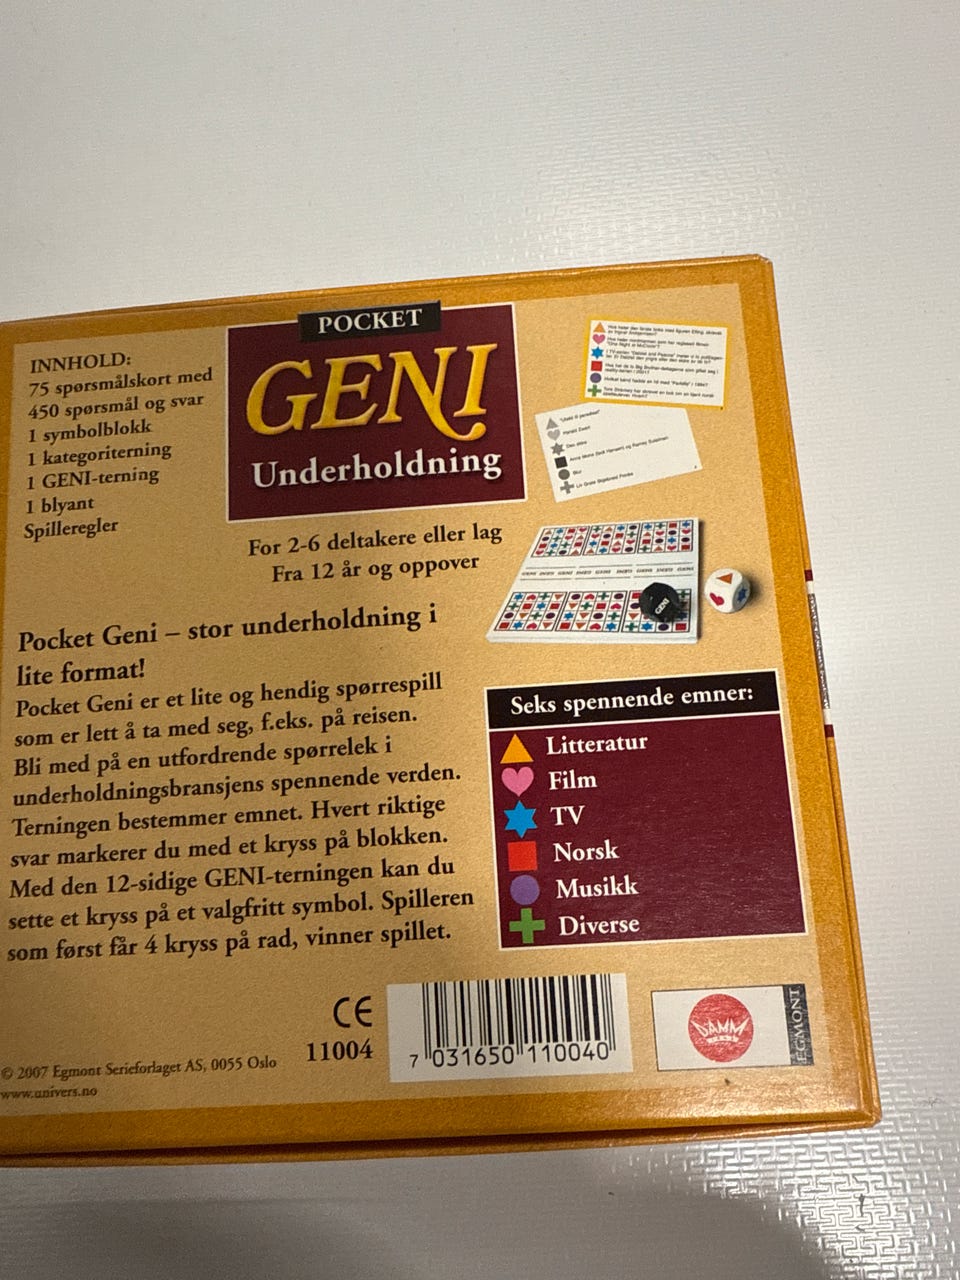 POCKET
GENI
Underholdning
INNHOLD:
75 spørsmålskort med
450 spørsmål og svar
1 symbolblokk
1 kategoriterning
1 GENI-terning
1 blyant
Spilleregler
For 2-6 deltakere eller lag
Fra 12 år og oppover
Pocket Geni – stor underholdning i
lite format!
Pocket Geni er et lite og hendig spørrespill
som er lett å ta med seg, f.eks. på reisen.
Bli med på en utfordrende spørrelek i
underholdningsbransjens spennende verden.
Terningen bestemmer emnet. Hvert riktige
svar markerer du med et kryss på blokken.
Med den 12-sidige GENI-terningen kan du
sette et kryss på et valgfritt symbol. Spilleren
som først får 4 kryss på rad, vinner spillet.
GENI
Seks spennende emner:
Litteratur
Film
TV
Norsk
Musikk
Diverse
CE
11004
7 031650 110040
DAMM
EGMONT
© 2007 Egmont Serieforlaget AS, 0055 Oslo
www.univers.no